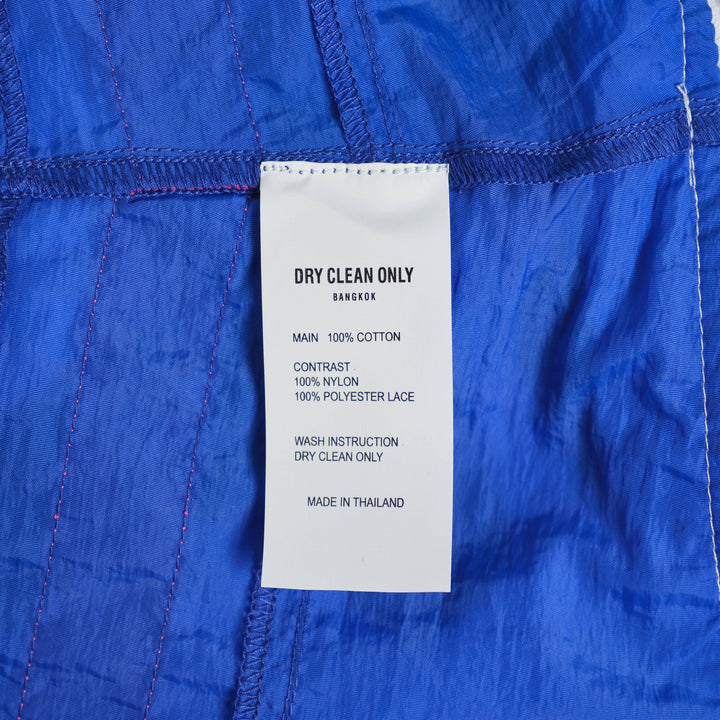 DRY CLEAN ONLY
BANGKOK
MAIN 100% COTTON
CONTRAST
100% NYLON
100% POLYESTER LACE
WASH INSTRUCTION
DRY CLEAN ONLY
MADE IN THAILAND